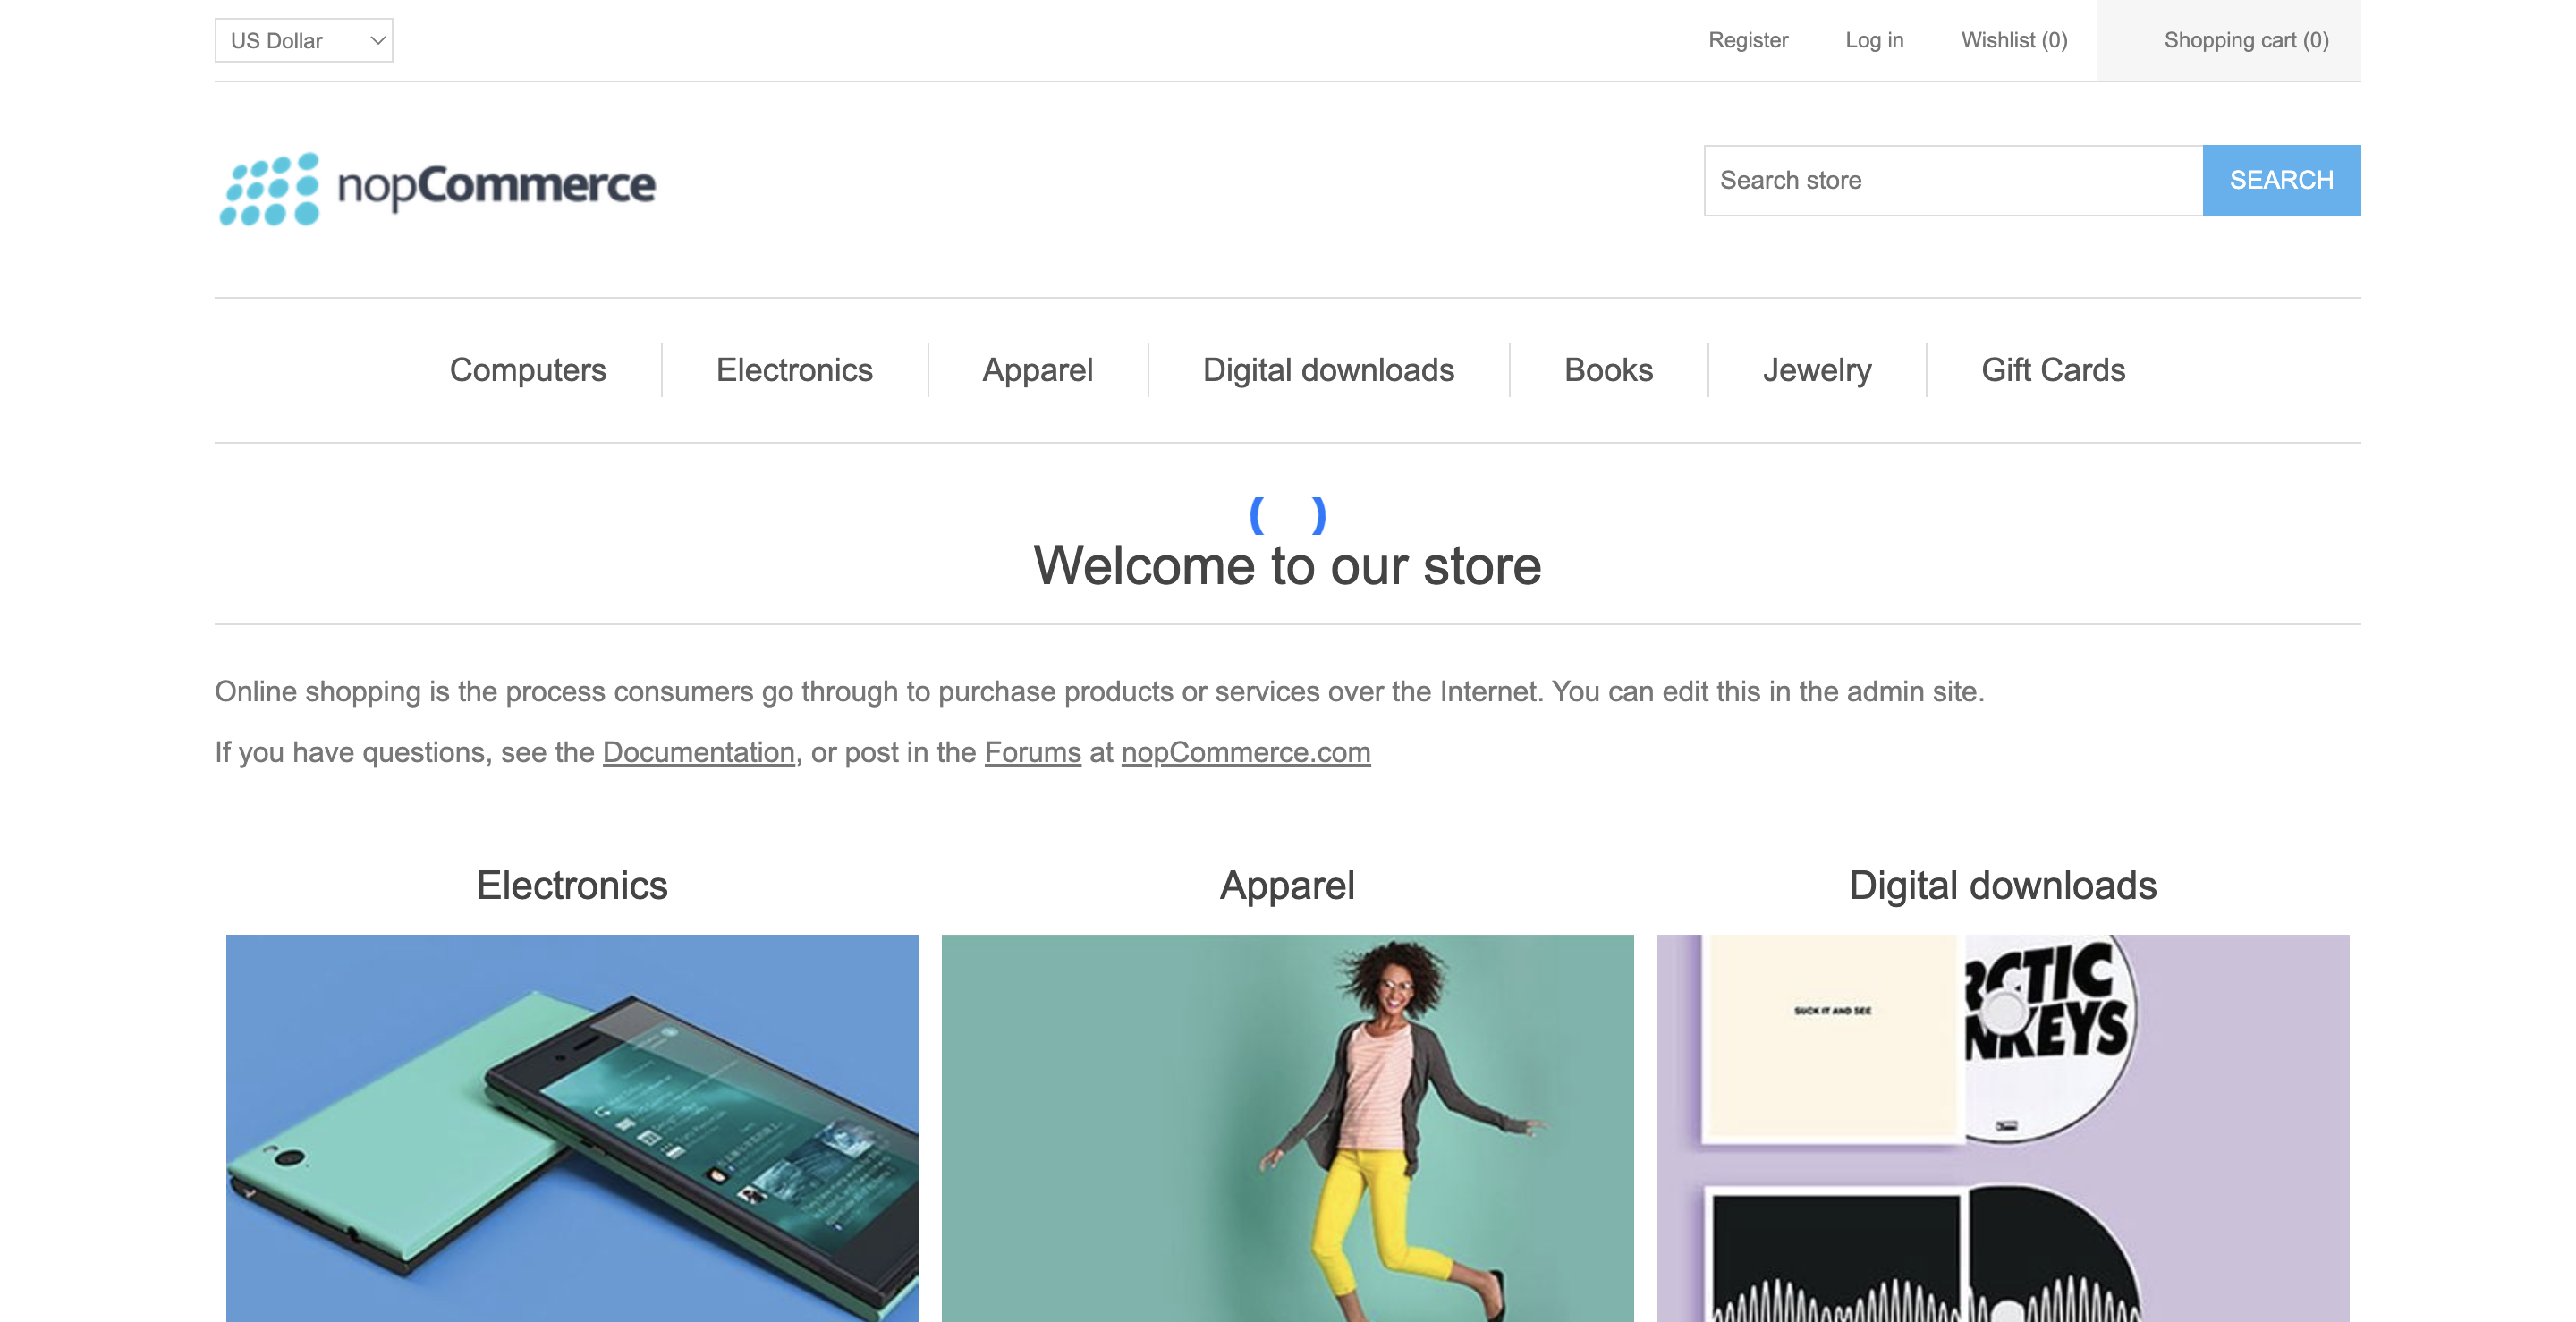 US Dollar
Register Log in Wishlist (0) Shopping cart (0)
nopCommerce
Search store SEARCH
Computers Electronics Apparel Digital downloads Books Jewelry Gift Cards
Welcome to our store
Online shopping is the process consumers go through to purchase products or services over the Internet. You can edit this in the admin site.
If you have questions, see the Documentation, or post in the Forums at nopCommerce.com
Electronics Apparel Digital downloads
SUCK IT AND SEE
RCTIC
NKEYS